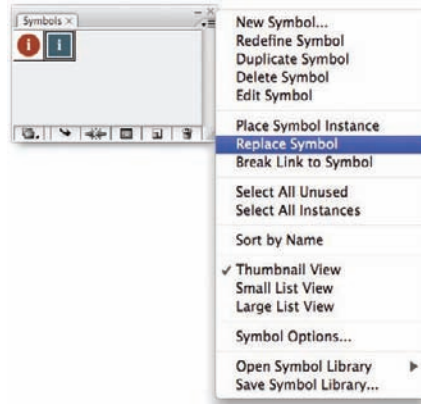 Symbols ×
i i
New Symbol...
Redefine Symbol
Duplicate Symbol
Delete Symbol
Edit Symbol
Place Symbol Instance
Replace Symbol
Break Link to Symbol
Select All Unused
Select All Instances
Sort by Name
✓ Thumbnail View
Small List View
Large List View
Symbol Options...
Open Symbol Library
Save Symbol Library...